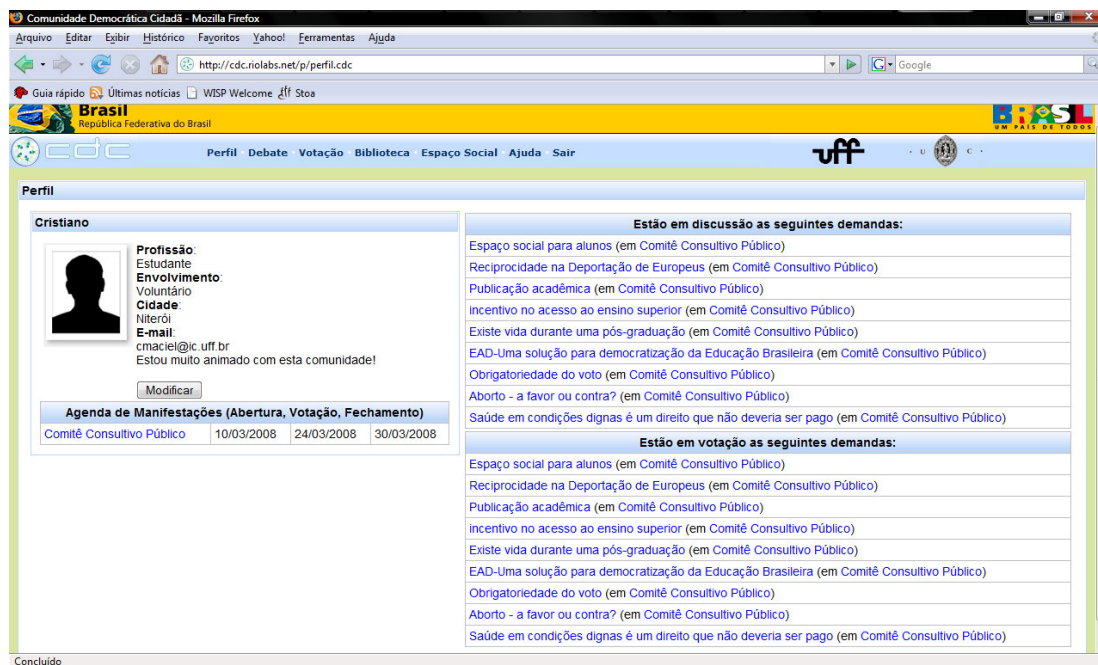 Comunidade Democrática Cidadã - Mozilla Firefox
Arquivo Editar Exibir Histórico Favoritos Yahoo! Ferramentas Ajuda
http://cdc.riolabs.net/p/perfil.cdc
Google
Guia rápido Últimas notícias WISP Welcome Stoa
Brasil
República Federativa do Brasil
BRASIL
UM PAÍS DE TODOS
cdc
Perfil Debate Votação Biblioteca Espaço Social Ajuda Sair
uff
· U C ·
Perfil
Cristiano
Profissão:
Estudante
Envolvimento:
Voluntário
Cidade:
Niterói
E-mail:
cmaciel@ic.uff.br
Estou muito animado com esta comunidade!
Modificar
Agenda de Manifestações (Abertura, Votação, Fechamento)
Comitê Consultivo Público 10/03/2008 24/03/2008 30/03/2008
Estão em discussão as seguintes demandas:
Espaço social para alunos (em Comitê Consultivo Público)
Reciprocidade na Deportação de Europeus (em Comitê Consultivo Público)
Publicação acadêmica (em Comitê Consultivo Público)
incentivo no acesso ao ensino superior (em Comitê Consultivo Público)
Existe vida durante uma pós-graduação (em Comitê Consultivo Público)
EAD-Uma solução para democratização da Educação Brasileira (em Comitê Consultivo Público)
Obrigatoriedade do voto (em Comitê Consultivo Público)
Aborto - a favor ou contra? (em Comitê Consultivo Público)
Saúde em condições dignas é um direito que não deveria ser pago (em Comitê Consultivo Público)
Estão em votação as seguintes demandas:
Espaço social para alunos (em Comitê Consultivo Público)
Reciprocidade na Deportação de Europeus (em Comitê Consultivo Público)
Publicação acadêmica (em Comitê Consultivo Público)
incentivo no acesso ao ensino superior (em Comitê Consultivo Público)
Existe vida durante uma pós-graduação (em Comitê Consultivo Público)
EAD-Uma solução para democratização da Educação Brasileira (em Comitê Consultivo Público)
Obrigatoriedade do voto (em Comitê Consultivo Público)
Aborto - a favor ou contra? (em Comitê Consultivo Público)
Saúde em condições dignas é um direito que não deveria ser pago (em Comitê Consultivo Público)
Concluído